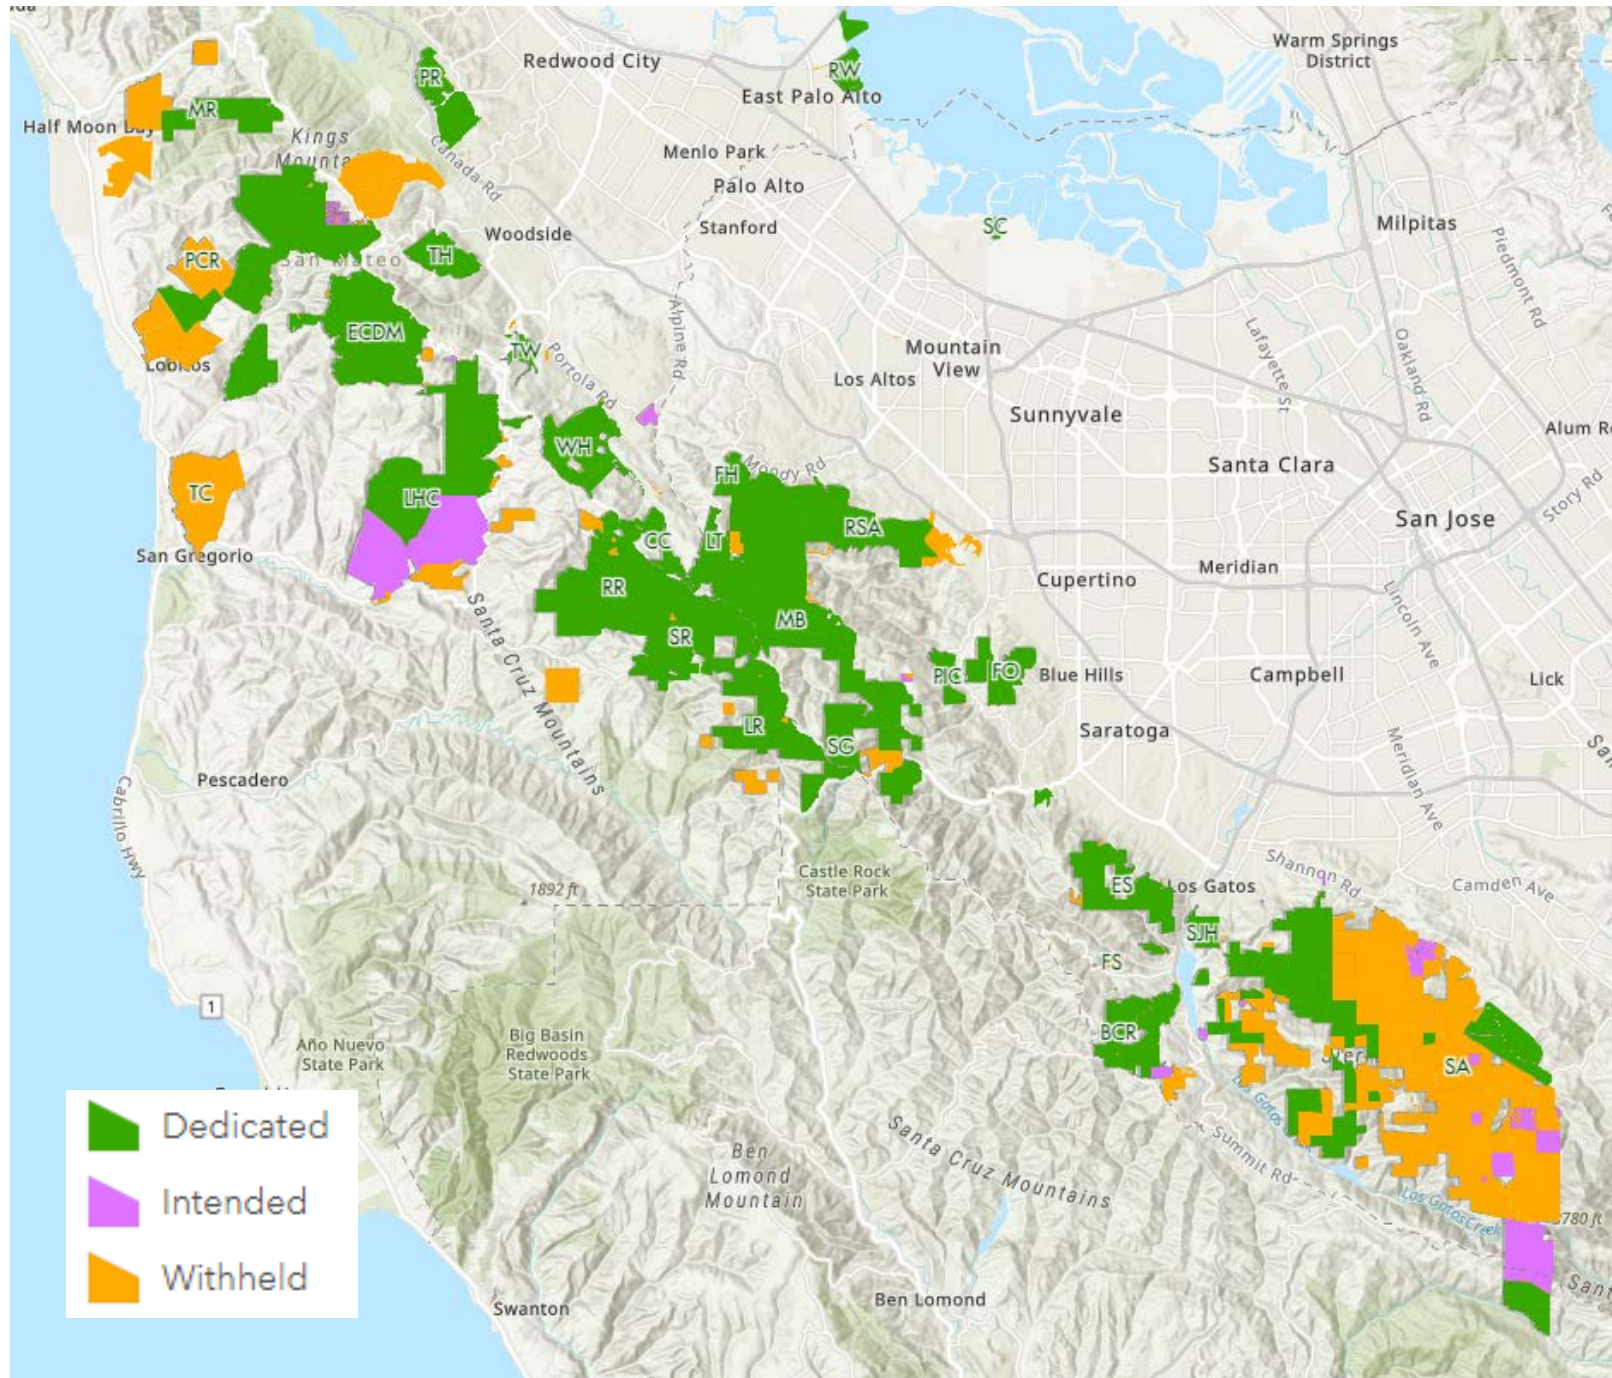 Redwood City
Warm Springs
District
PR
RW
East Palo Alto
MR
Half Moon Bay
Kings
Canada Rd
Menlo Park
Palo Alto
Stanford
SC
Milpitas
Woodside
TH
PCR
San Mateo
Piedmont Rd
ECDM
Alpine Rd
TW
Portola Rd
Mountain
View
Los Altos
Lafayette St
Oakland Rd
Lobitos
Sunnyvale
WH
Moody Rd
FH
Santa Clara
TC
LHC
Story Rd
San Jose
RSA
CC
LT
San Gregorio
Cupertino
Meridian
RR
Lincoln Ave
MB
SR
Santa Cruz Mountains
PIC
FO
Blue Hills
Campbell
Lick
LR
SG
Saratoga
Meridian Ave
Pescadero
Cabrillo Hwy
1892 ft
Castle Rock
State Park
Shannon Rd
Camden Ave
ES
Los Gatos
SJH
FS
1
BCR
Año Nuevo
State Park
Big Basin
Redwoods
State Park
SA
Dedicated
Intended
Withheld
Santa Cruz Mountains
Summit Rd
Ben
Lomond
Mountain
Los Gatos Creek
Ben Lomond
Swanton